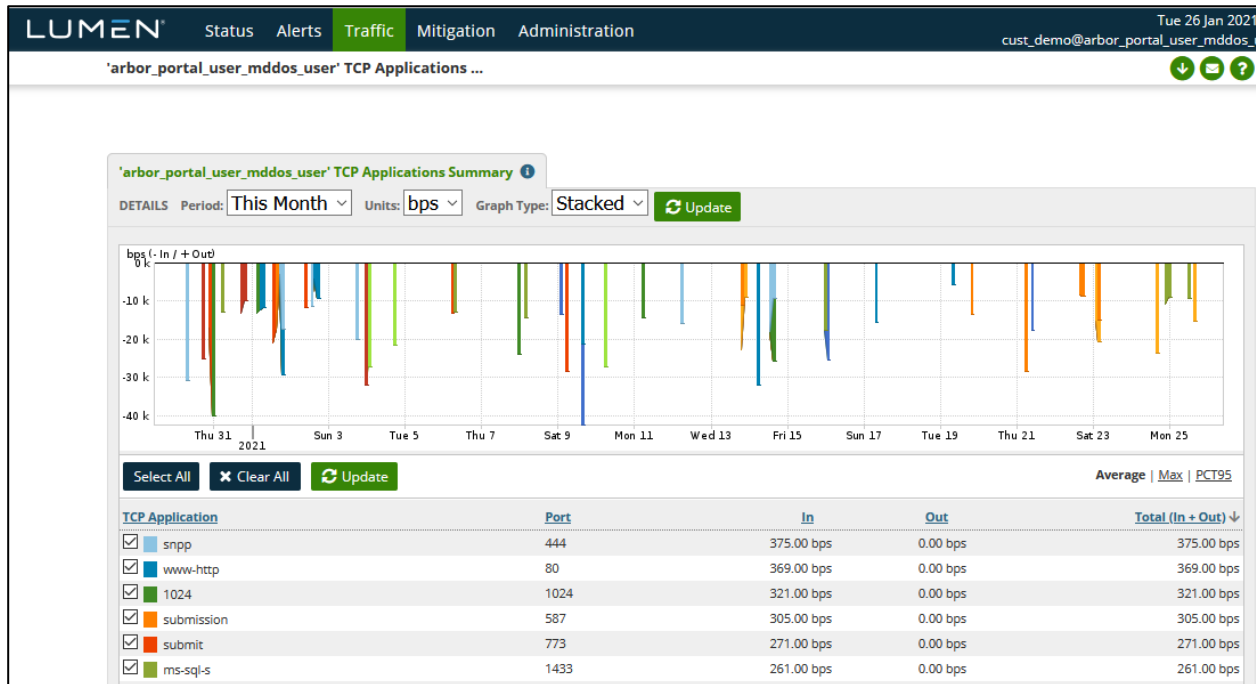 LUMEN® Status Alerts Traffic Mitigation Administration Tue 26 Jan 2021
cust_demo@arbor_portal_user_mddos_
'arbor_portal_user_mddos_user' TCP Applications ...
'arbor_portal_user_mddos_user' TCP Applications Summary
DETAILS Period: This Month Units: bps Graph Type: Stacked Update
bps (- In / + Out)
0 k
-10 k
-20 k
-30 k
-40 k
Thu 31 2021 Sun 3 Tue 5 Thu 7 Sat 9 Mon 11 Wed 13 Fri 15 Sun 17 Tue 19 Thu 21 Sat 23 Mon 25
Select All Clear All Update Average | Max | PCT95
TCP Application Port In Out Total (In + Out)
snpp 444 375.00 bps 0.00 bps 375.00 bps
www-http 80 369.00 bps 0.00 bps 369.00 bps
1024 1024 321.00 bps 0.00 bps 321.00 bps
submission 587 305.00 bps 0.00 bps 305.00 bps
submit 773 271.00 bps 0.00 bps 271.00 bps
ms-sql-s 1433 261.00 bps 0.00 bps 261.00 bps